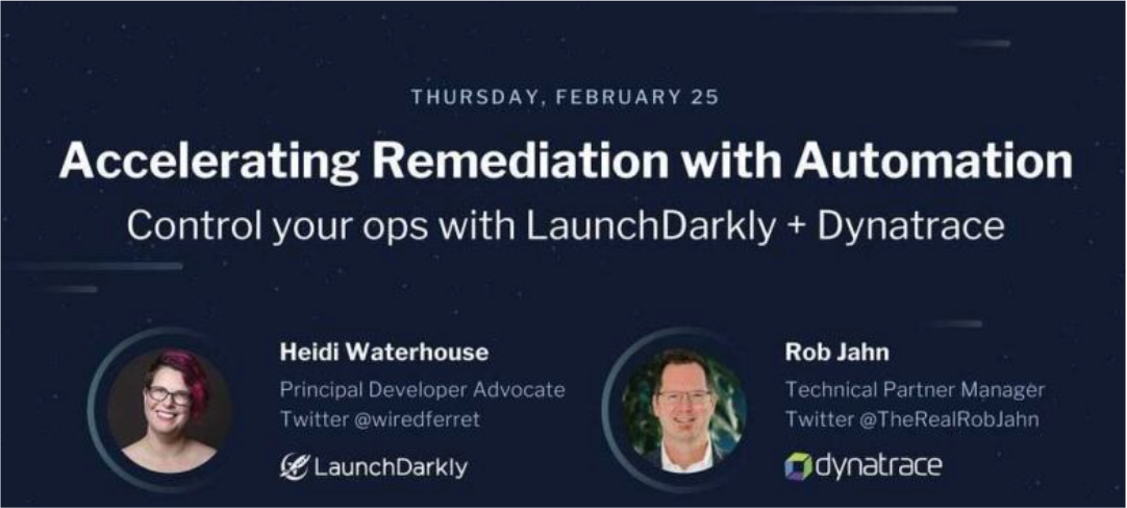 THURSDAY, FEBRUARY 25
Accelerating Remediation with Automation
Control your ops with LaunchDarkly + Dynatrace
Heidi Waterhouse
Principal Developer Advocate
Twitter @wiredferret
LaunchDarkly
Rob Jahn
Technical Partner Manager
Twitter @TheRealRobJahn
dynatrace